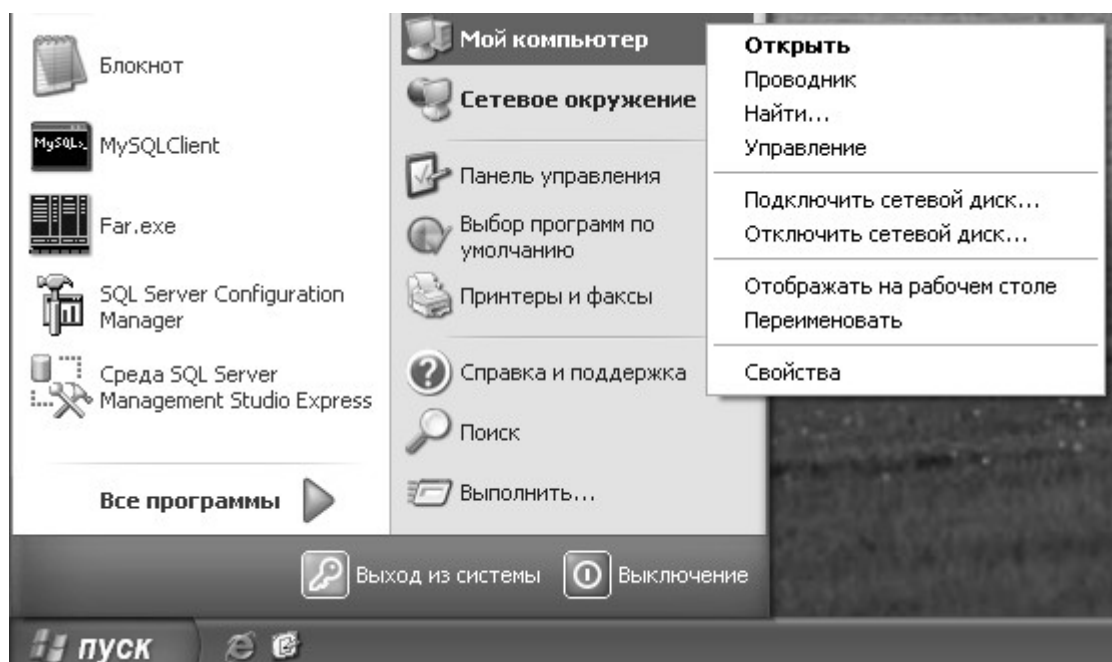 Блокнот
MySQL>_
MySQLClient
Far.exe
SQL Server Configuration
Manager
Среда SQL Server
Management Studio Express
Все программы
Мой компьютер
Сетевое окружение
Панель управления
Выбор программ по
умолчанию
Принтеры и факсы
Справка и поддержка
Поиск
Выполнить...
Открыть
Проводник
Найти...
Управление
Подключить сетевой диск...
Отключить сетевой диск...
Отображать на рабочем столе
Переименовать
Свойства
Выход из системы
Выключение
пуск